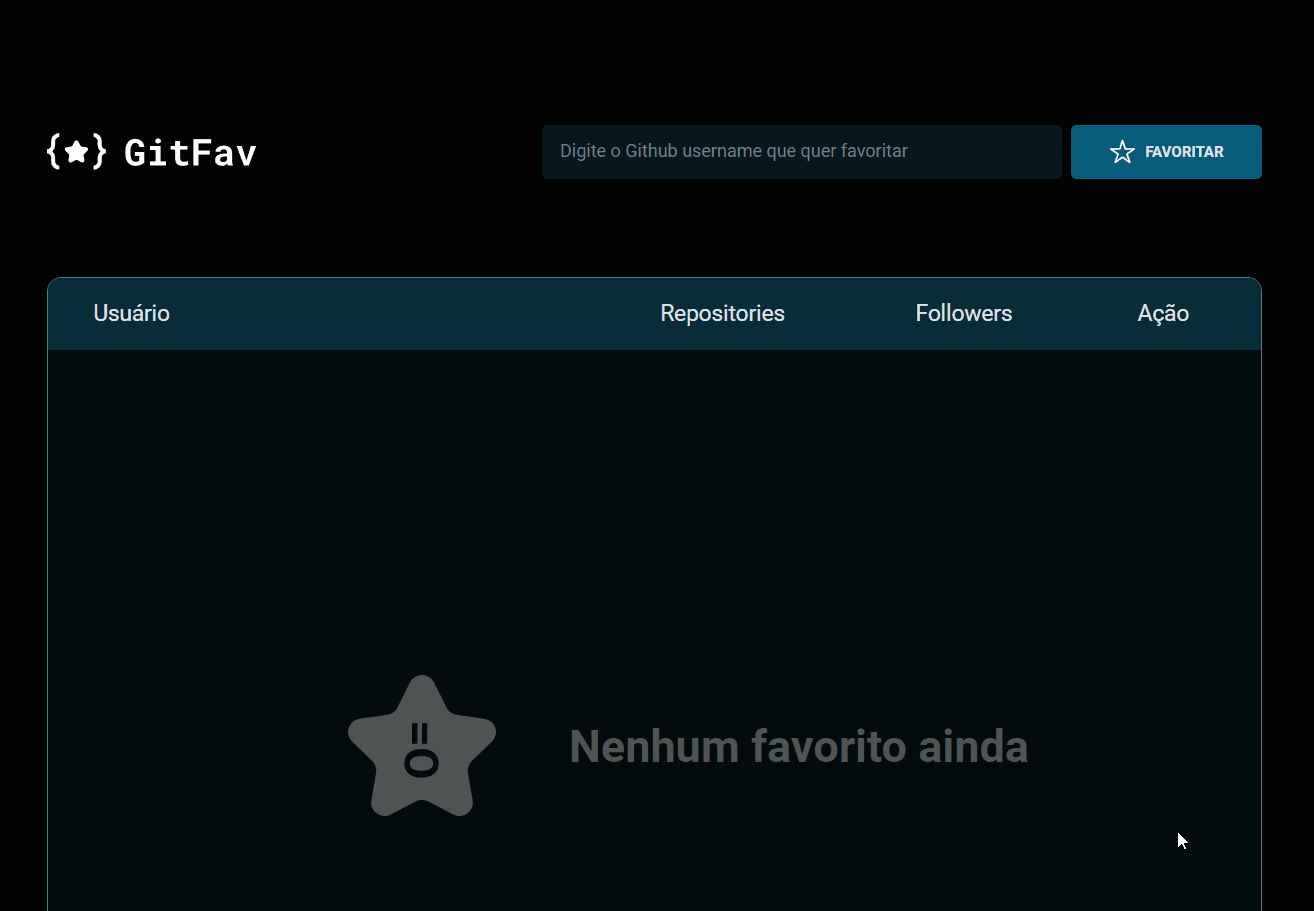 {★} GitFav
Digite o Github username que quer favoritar
FAVORITAR
Usuário Repositories Followers Ação
Nenhum favorito ainda